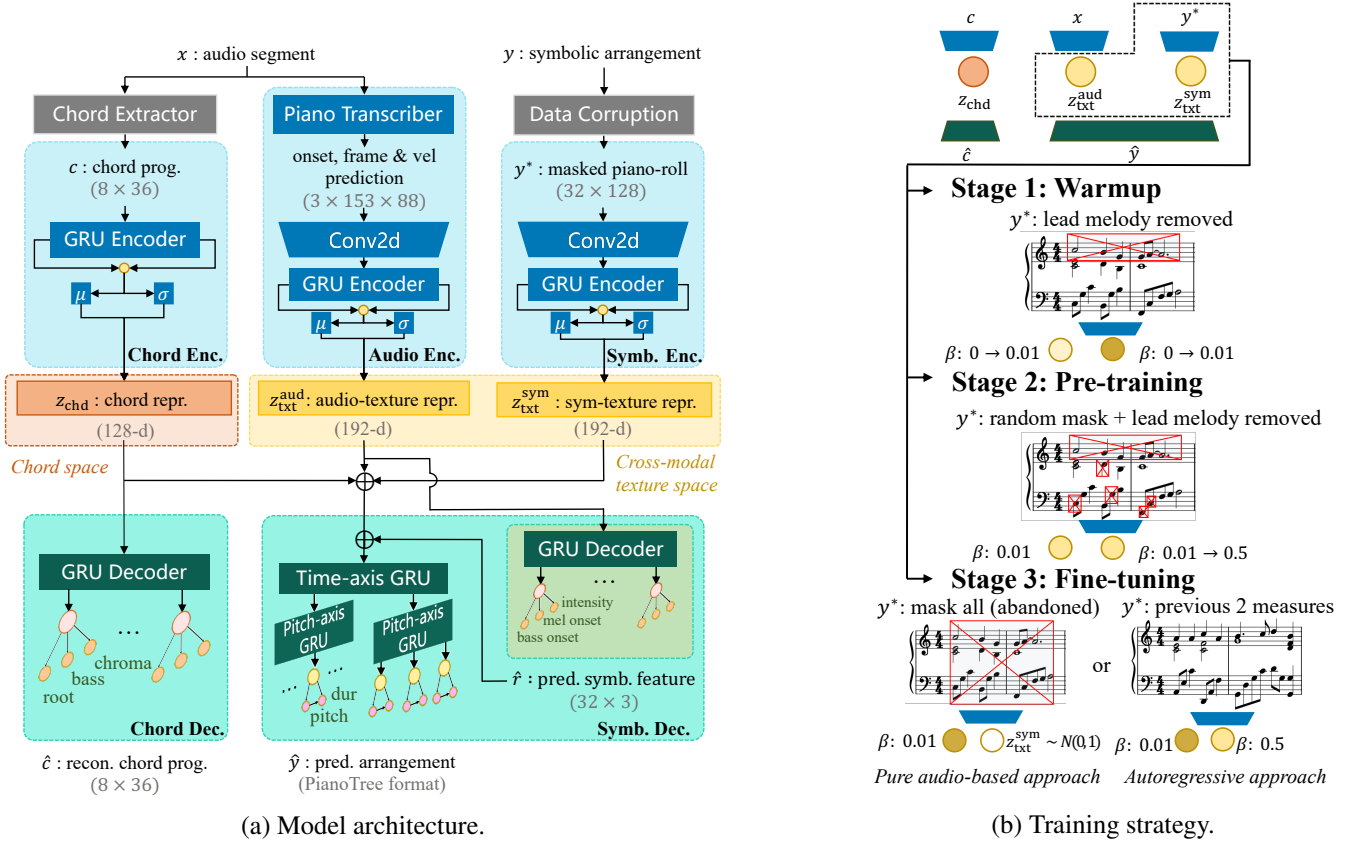 x : audio segment
y : symbolic arrangement
Chord Extractor
Piano Transcriber
Data Corruption
c : chord prog.
(8 × 36)
onset, frame & vel
prediction
(3 × 153 × 88)
y* : masked piano-roll
(32 × 128)
GRU Encoder
Conv2d
Conv2d
GRU Encoder
GRU Encoder
μ σ
μ σ
μ σ
Chord Enc.
Audio Enc.
Symb. Enc.
z_chd : chord repr.
z_txt^aud : audio-texture repr.
z_txt^sym : sym-texture repr.
(128-d)
(192-d)
(192-d)
Chord space
Cross-modal
texture space
GRU Decoder
...
root
bass
chroma
Chord Dec.
Time-axis GRU
Pitch-axis
GRU
Pitch-axis
GRU
...
...
dur
pitch
...
GRU Decoder
...
intensity
mel onset
bass onset
r̂ : pred. symb. feature
(32 × 3)
Symb. Dec.
ĉ : recon. chord prog.
(8 × 36)
ŷ : pred. arrangement
(PianoTree format)
(a) Model architecture.
c
x
y*
z_chd
z_txt^aud
z_txt^sym
ĉ
ŷ
Stage 1: Warmup
y*: lead melody removed
β: 0 → 0.01
β: 0 → 0.01
Stage 2: Pre-training
y*: random mask + lead melody removed
β: 0.01
β: 0.01 → 0.5
Stage 3: Fine-tuning
y*: mask all (abandoned)
y*: previous 2 measures
or
β: 0.01
z_txt^sym ~ N(0,1)
β: 0.01
β: 0.5
Pure audio-based approach
Autoregressive approach
(b) Training strategy.